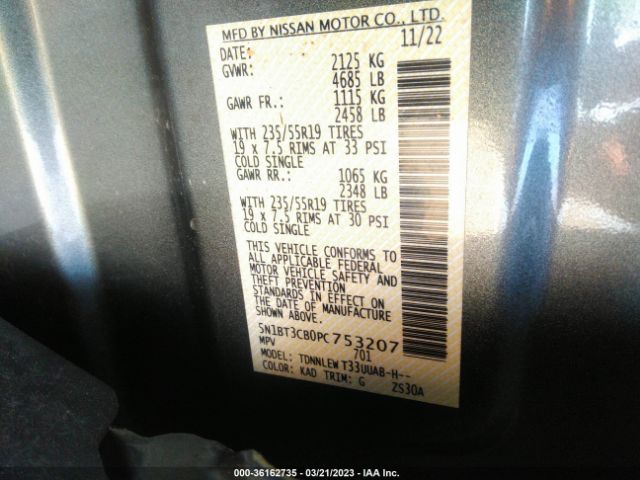 MFD BY NISSAN MOTOR CO., LTD.
DATE: 11/22
GVWR: 2125 KG
4685 LB
GAWR FR.: 1115 KG
2458 LB
WITH 235/55R19 TIRES
19 x 7.5 RIMS AT 33 PSI
COLD SINGLE
GAWR RR.: 1065 KG
2348 LB
WITH 235/55R19 TIRES
19 x 7.5 RIMS AT 30 PSI
COLD SINGLE
THIS VEHICLE CONFORMS TO
ALL APPLICABLE FEDERAL
MOTOR VEHICLE SAFETY AND
THEFT PREVENTION
STANDARDS IN EFFECT ON
THE DATE OF MANUFACTURE
SHOWN ABOVE.
5N1BT3CB0PC753207
MPV 701
MODEL: TDNNLEW T33UUAB-H--
COLOR: KAD TRIM: G ZS30A
000-36162735 - 03/21/2023 - IAA Inc.